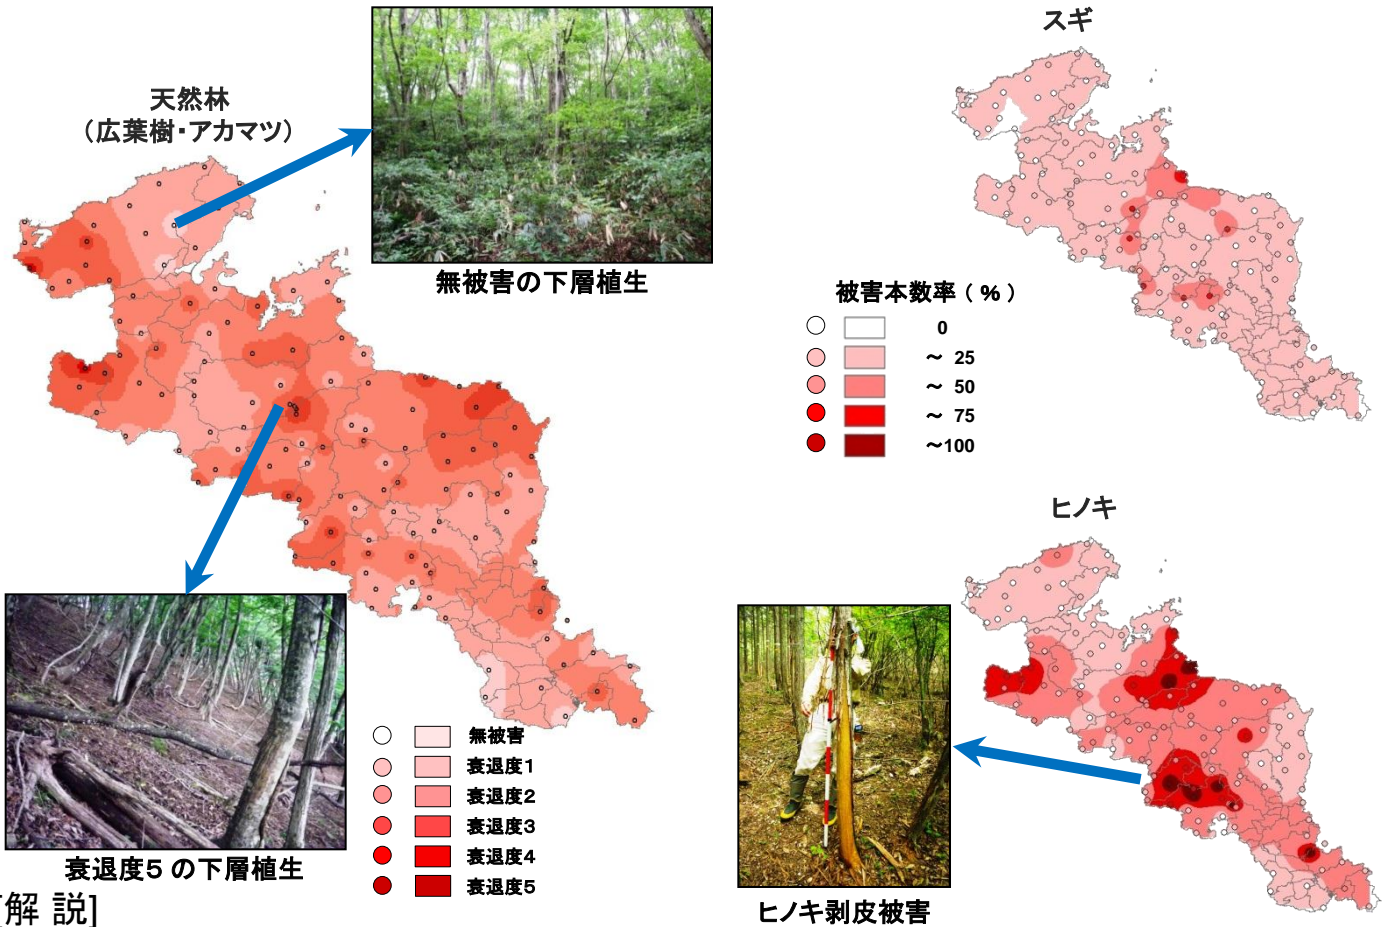 スギ
天然林
（広葉樹・アカマツ）
無被害の下層植生
被害本数率（％）
0
～ 25
～ 50
～ 75
～100
ヒノキ
無被害
衰退度1
衰退度2
衰退度3
衰退度4
衰退度5
衰退度5 の下層植生
ヒノキ剥皮被害
解 説]